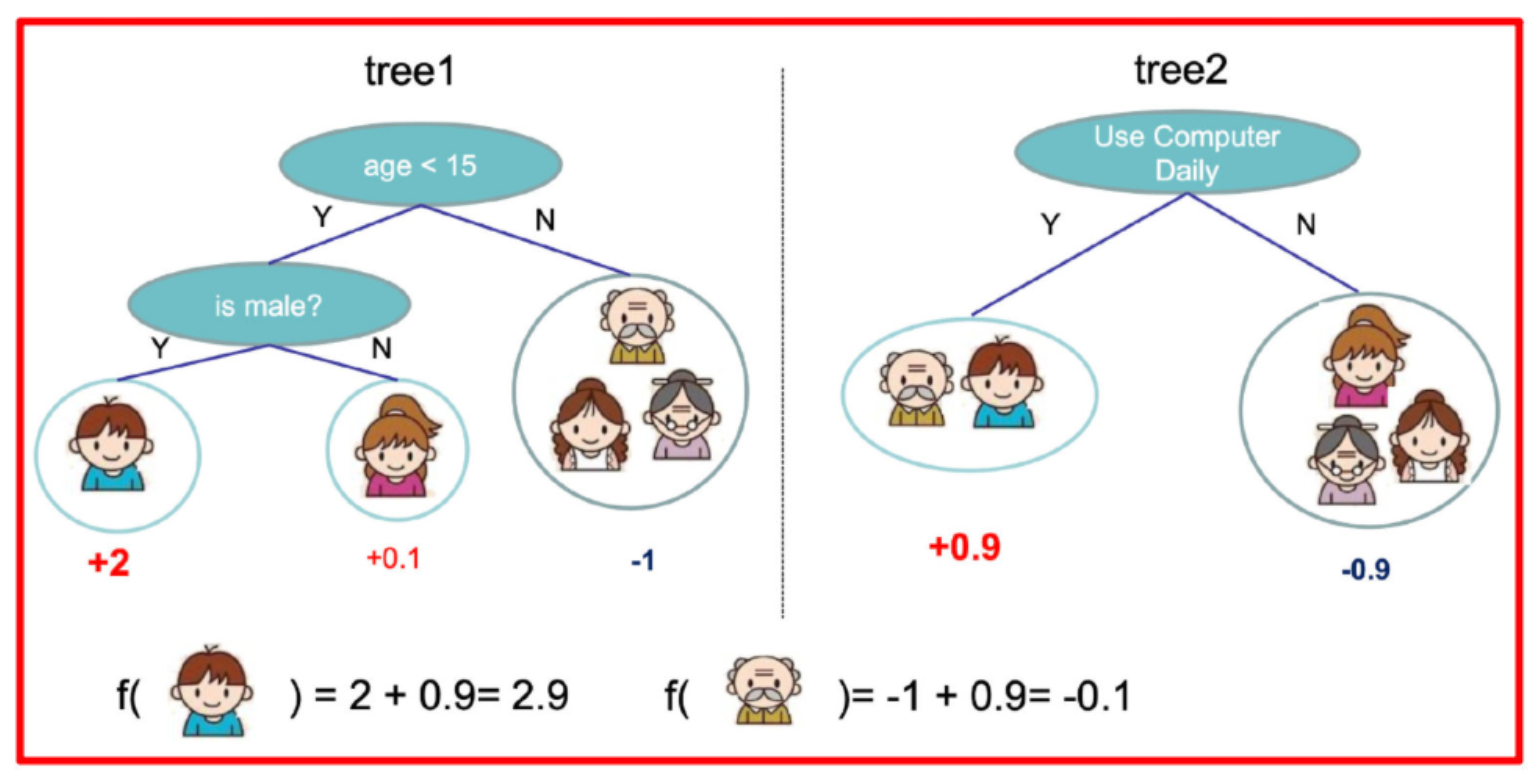 tree1
age < 15
Y
N
is male?
Y
N
+2
+0.1
-1
tree2
Use Computer
Daily
Y
N
+0.9
-0.9
f( ) = 2 + 0.9= 2.9
f( )= -1 + 0.9= -0.1